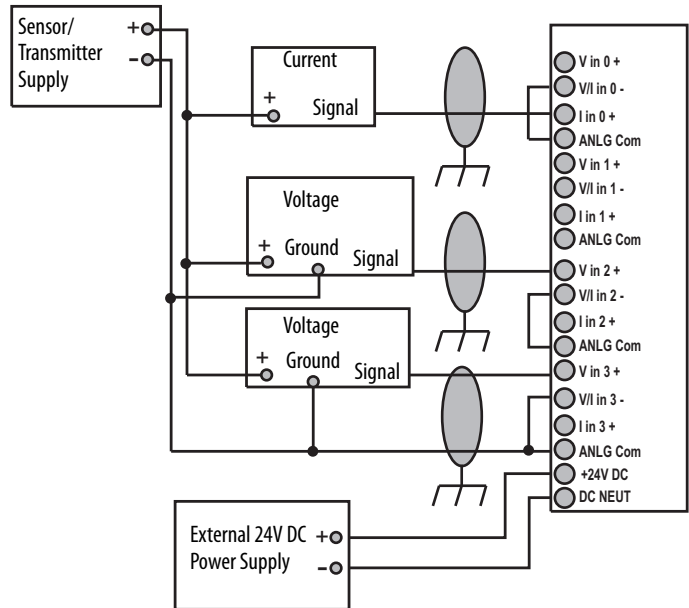 Sensor/
Transmitter
Supply
+
-
Current
+
Signal
Voltage
+
Ground
Signal
Voltage
+
Ground
Signal
External 24V DC
Power Supply
+
-
V in 0 +
V/I in 0 -
I in 0 +
ANLG Com
V in 1 +
V/I in 1 -
I in 1 +
ANLG Com
V in 2 +
V/I in 2 -
I in 2 +
ANLG Com
V in 3 +
V/I in 3 -
I in 3 +
ANLG Com
+24V DC
DC NEUT